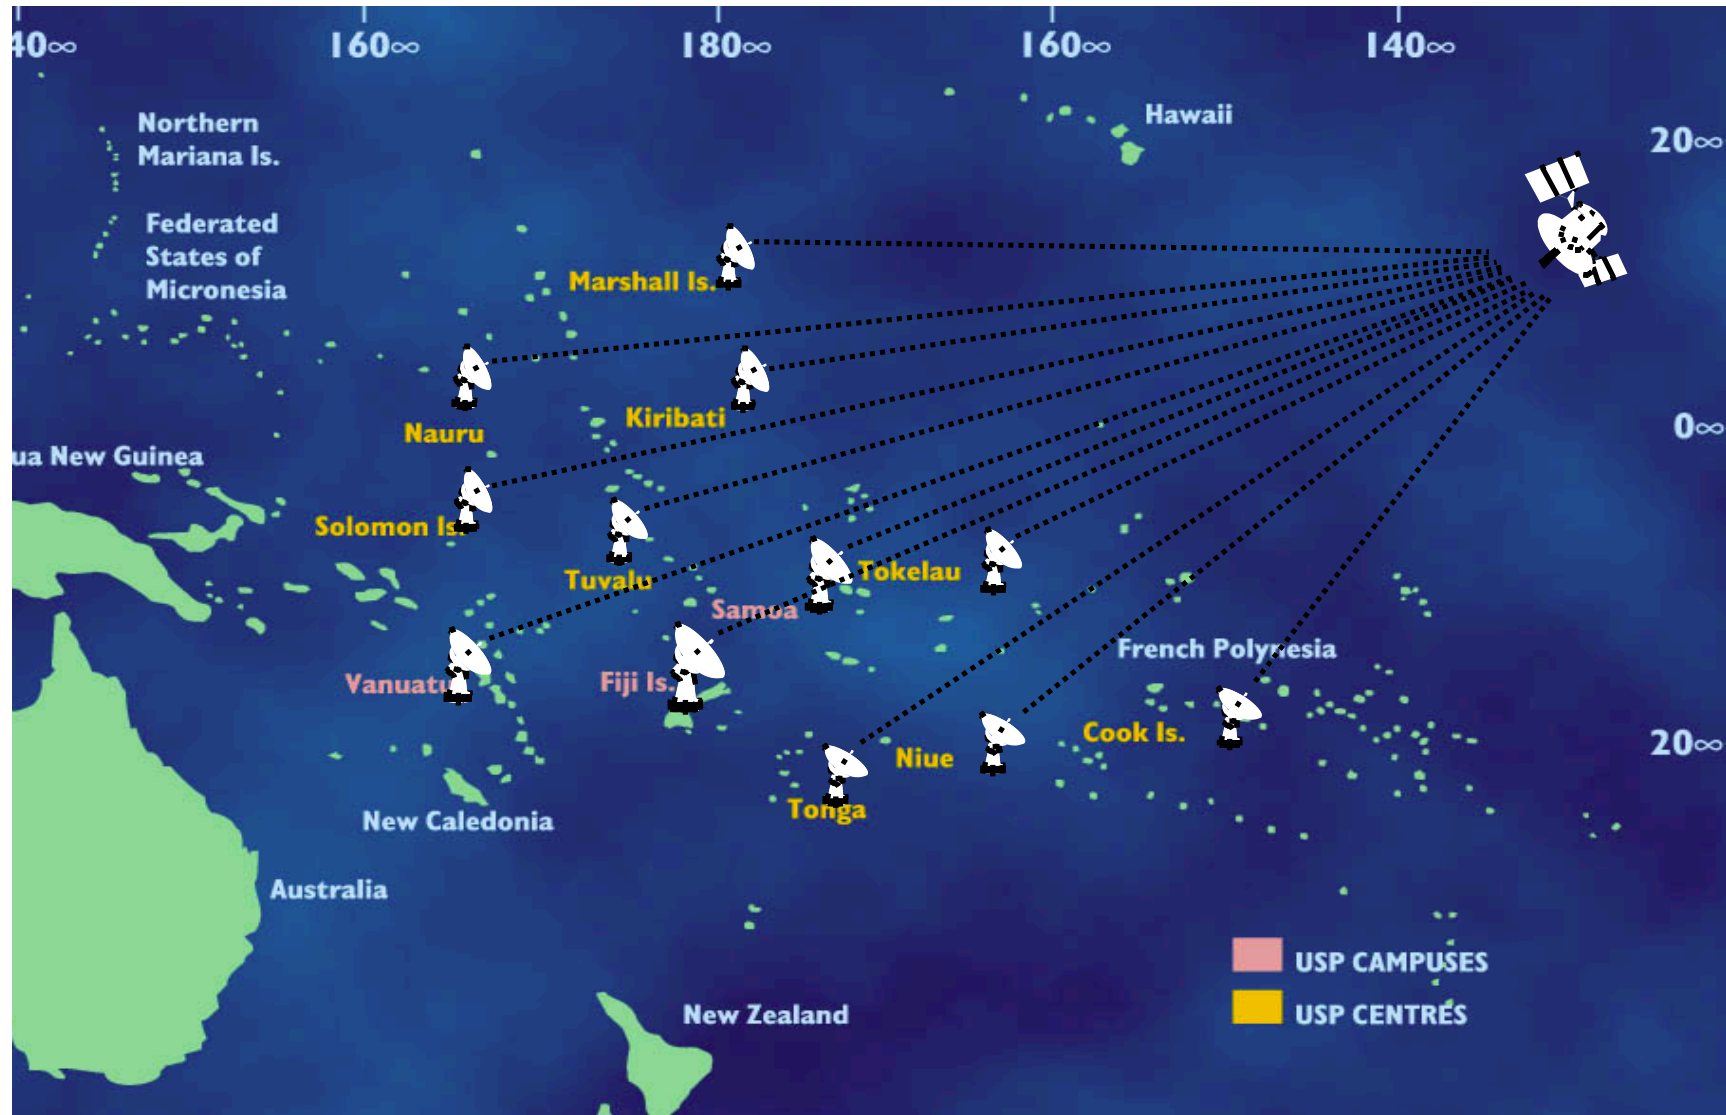 40∞
160∞
180∞
160∞
140∞
Hawaii
Northern
Mariana Is.
20∞
Federated
States of
Micronesia
Marshall Is.
Kiribati
Nauru
0∞
ua New Guinea
Solomon Is.
Tuvalu
Tokelau
Samoa
French Polynesia
Vanuatu
Fiji Is.
Cook Is.
20∞
Niue
Tonga
New Caledonia
Australia
USP CAMPUSES
New Zealand
USP CENTRES